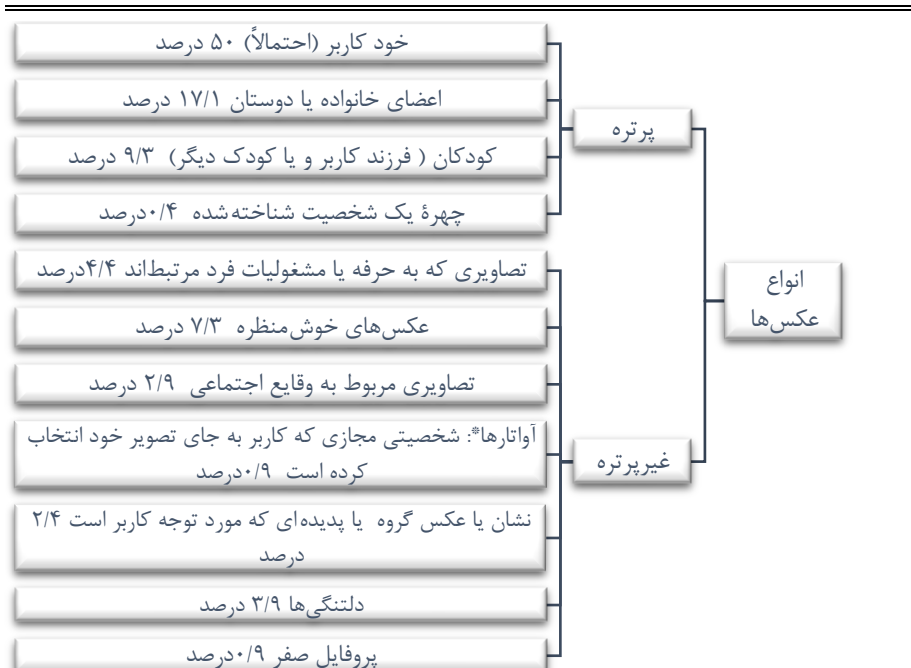 خود کاربر (احتمالاً) ۵۰ درصد
اعضای خانواده یا دوستان ۱۷/۱ درصد
کودکان ( فرزند کاربر و یا کودک دیگر) ۹/۳ درصد
چهرۀ یک شخصیت شناخته‌شده ۰/۴درصد
پرتره
تصاویری که به حرفه یا مشغولیات فرد مرتبط‌اند ۴/۴درصد
عکس‌های خوش‌منظره ۷/۳ درصد
تصاویری مربوط به وقایع اجتماعی ۲/۹ درصد
آواتارها*: شخصیتی مجازی که کاربر به جای تصویر خود انتخاب
کرده است ۰/۹درصد
نشان یا عکس گروه یا پدیده‌ای که مورد توجه کاربر است ۲/۴
درصد
دلتنگی‌ها ۳/۹ درصد
پروفایل صفر ۰/۹درصد
غیرپرتره
انواع
عکس‌ها